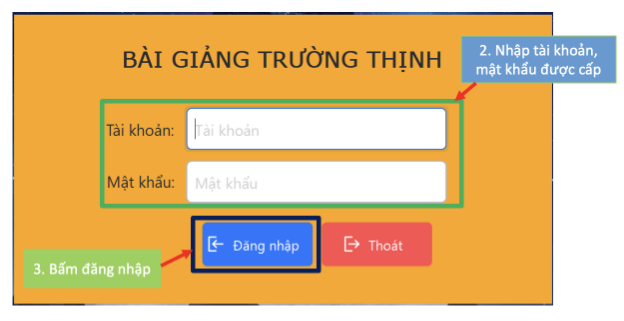 BÀI GIẢNG TRƯỜNG THỊNH
2. Nhập tài khoản,
mật khẩu được cấp
Tài khoản:
Tài khoản
Mật khẩu:
Mật khẩu
Đăng nhập
Thoát
3. Bấm đăng nhập